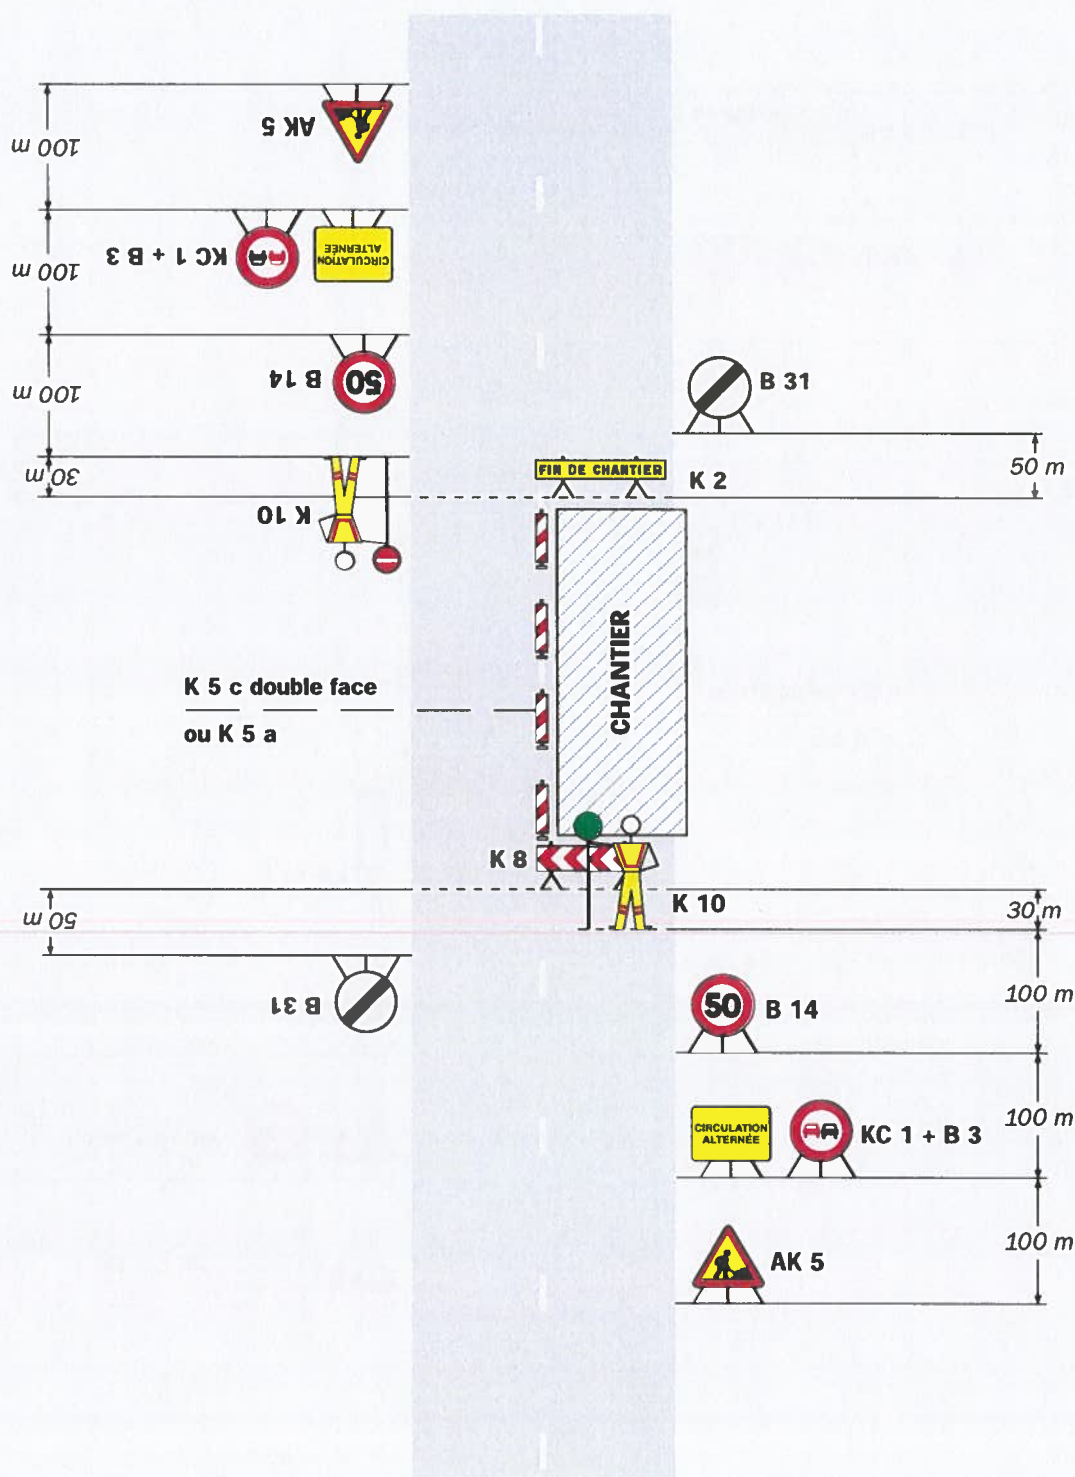 AK 5
100 m
KC 1 + B 3
CIRCULATION
ALTERNÉE
100 m
B 14
50
100 m
B 31
50 m
30 m
K 10
FIN DE CHANTIER
K 2
CHANTIER
K 5 c double face
ou K 5 a
K 8
K 10
30 m
50 m
B 31
50
B 14
100 m
CIRCULATION
ALTERNÉE
KC 1 + B 3
100 m
AK 5
100 m